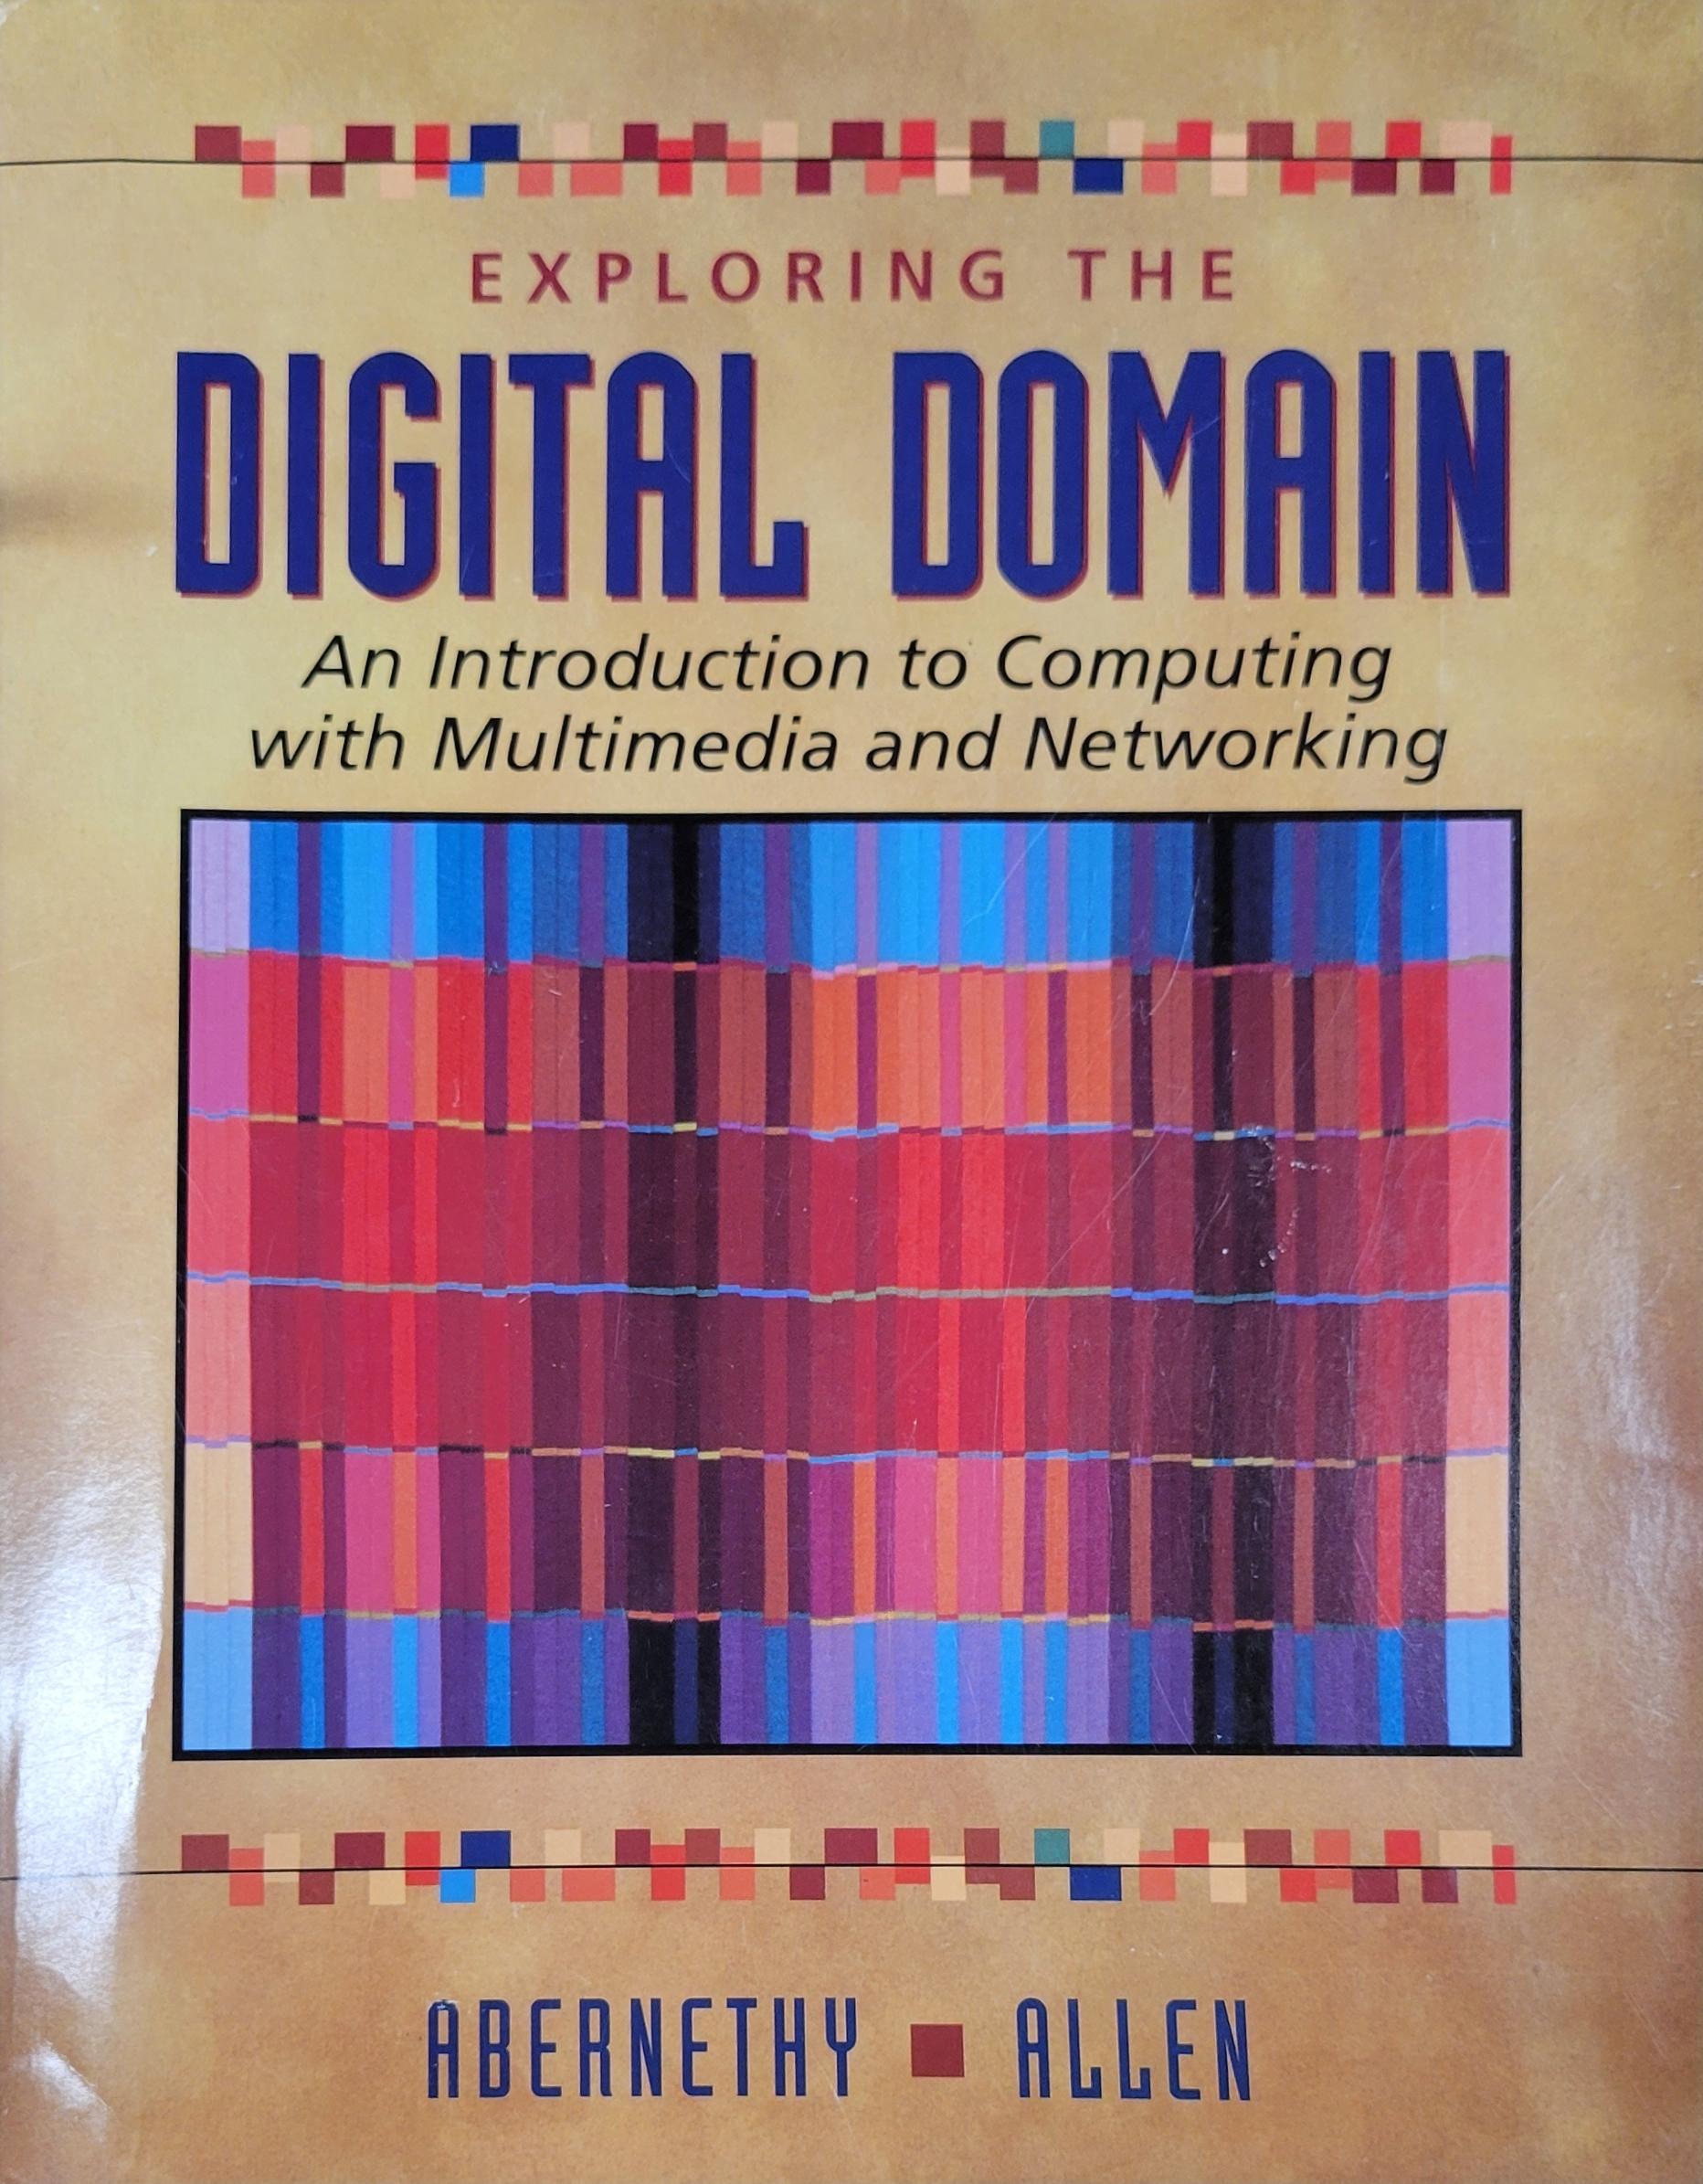 EXPLORING THE
DIGITAL DOMAIN
An Introduction to Computing
with Multimedia and Networking
ABERNETHY ■ ALLEN